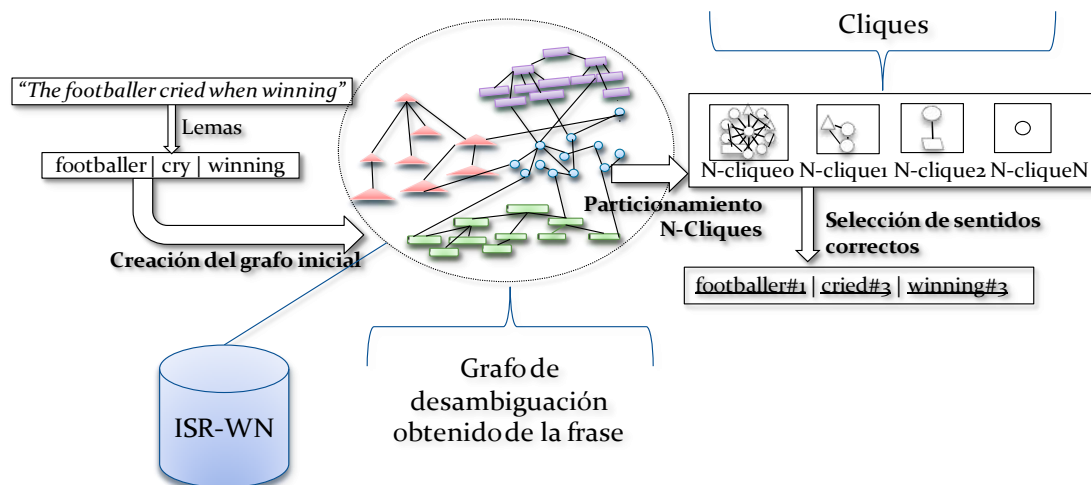 Cliques
“The footballer cried when winning”
Lemas
footballer | cry | winning
Creación del grafo inicial
ISR-WN
Grafo de
desambiguación
obtenido de la frase
Particionamiento
N-Cliques
N-clique0 N-clique1 N-clique2 N-cliqueN
Selección de sentidos
correctos
footballer#1 | cried#3 | winning#3